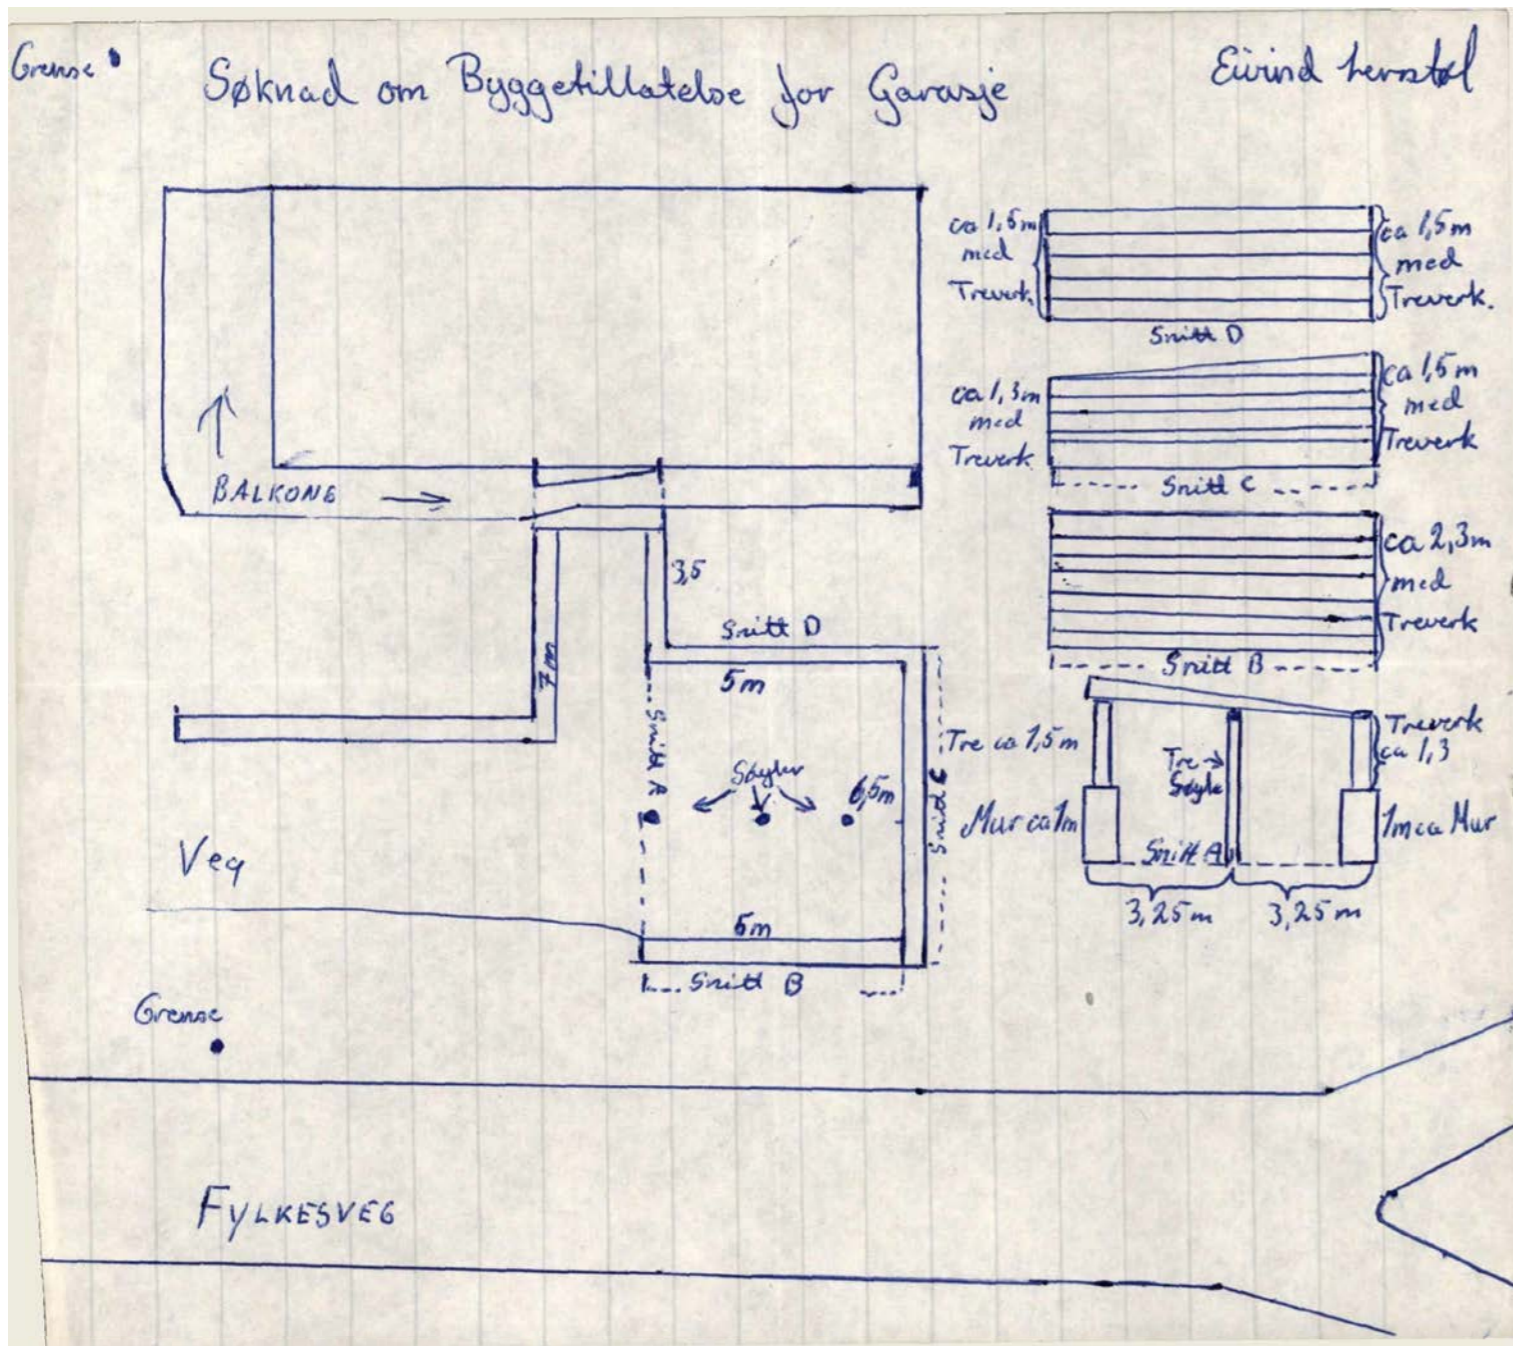 Grense
Søknad om Byggetillatelse for Garasje
Eivind
ca 1,5m
med
Treverk.
ca 1,5m
med
Treverk.
Snitt D
ca 1,3m
med
Treverk
ca 1,5m
med
Treverk
Snitt C
BALKONG
ca 2,3m
med
Treverk
Snitt B
3,5
Snitt D
7m
5m
Snitt A
Søyler
6,5m
Snitt C
Tre ca 1,5m
Mur ca 1m
Tre
Søyle
Treverk
ca 1,3
1m ca Mur
Snitt A
3,25m
3,25m
Veg
5m
Snitt B
Grense
FYLKESVEG